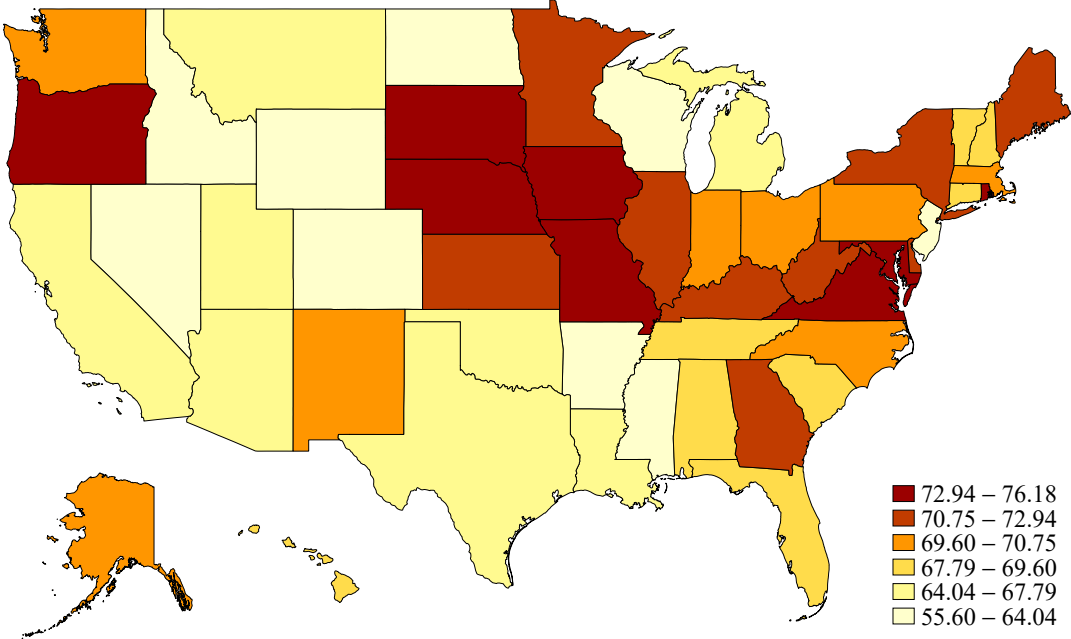 72.94 – 76.18
70.75 – 72.94
69.60 – 70.75
67.79 – 69.60
64.04 – 67.79
55.60 – 64.04